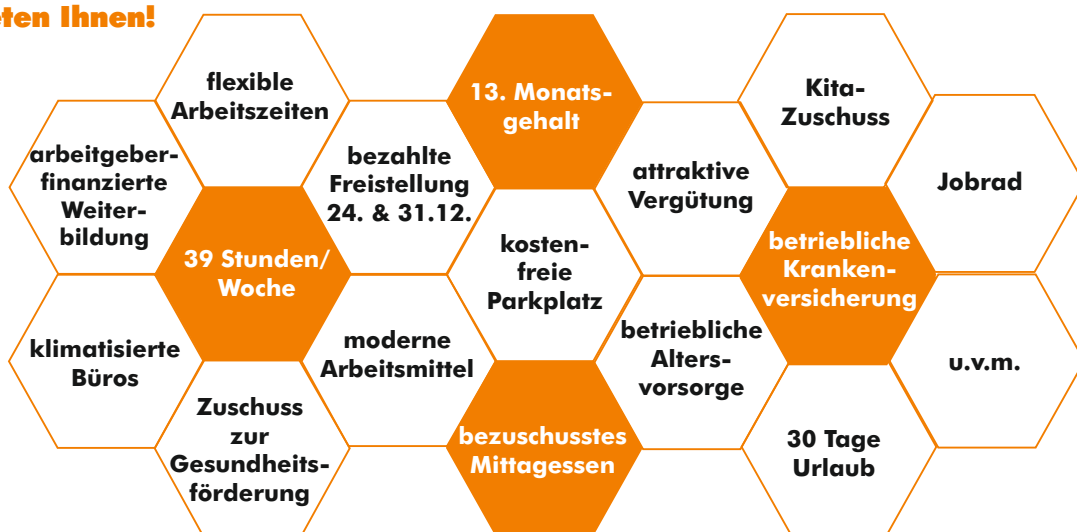 eten Ihnen!
flexible
Arbeitszeiten
13. Monats-
gehalt
Kita-
Zuschuss
arbeitgeber-
finanzierte
Weiter-
bildung
bezahlte
Freistellung
24. & 31.12.
attraktive
Vergütung
Jobrad
39 Stunden/
Woche
kosten-
freie
Parkplatz
betriebliche
Kranken-
versicherung
klimatisierte
Büros
moderne
Arbeitsmittel
betriebliche
Alters-
vorsorge
u.v.m.
Zuschuss
zur
Gesundheits-
förderung
bezuschusstes
Mittagessen
30 Tage
Urlaub